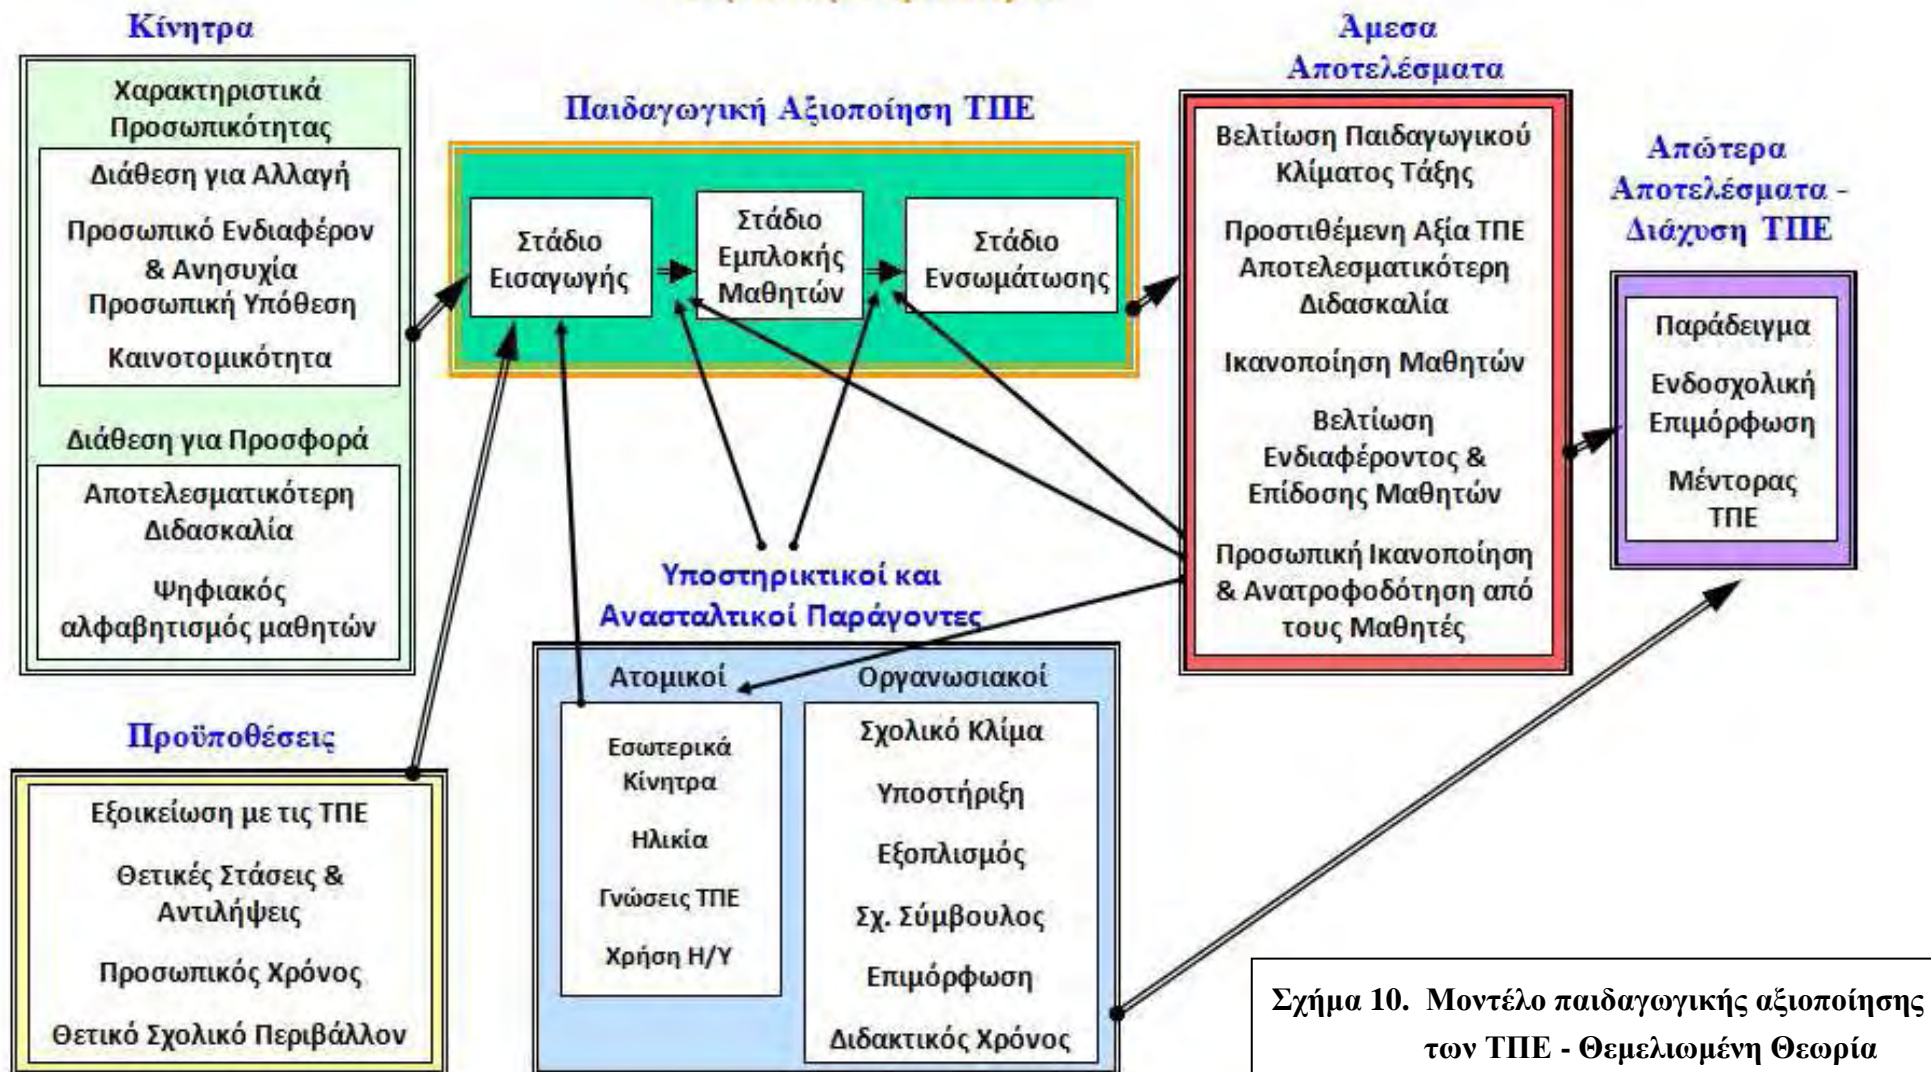 Κίνητρα
Χαρακτηριστικά
Προσωπικότητας
Διάθεση για Αλλαγή
Προσωπικό Ενδιαφέρον
& Ανησυχία
Προσωπική Υπόθεση
Καινοτομικότητα
Διάθεση για Προσφορά
Αποτελεσματικότερη
Διδασκαλία
Ψηφιακός
αλφαβητισμός μαθητών
Προϋποθέσεις
Εξοικείωση με τις ΤΠΕ
Θετικές Στάσεις &
Αντιλήψεις
Προσωπικός Χρόνος
Θετικό Σχολικό Περιβάλλον
Παιδαγωγική Αξιοποίηση ΤΠΕ
Στάδιο
Εισαγωγής
Στάδιο
Εμπλοκής
Μαθητών
Στάδιο
Ενσωμάτωσης
Υποστηρικτικοί και
Ανασταλτικοί Παράγοντες
Ατομικοί
Εσωτερικά
Κίνητρα
Ηλικία
Γνώσεις ΤΠΕ
Χρήση Η/Υ
Οργανωσιακοί
Σχολικό Κλίμα
Υποστήριξη
Εξοπλισμός
Σχ. Σύμβουλος
Επιμόρφωση
Διδακτικός Χρόνος
Άμεσα
Αποτελέσματα
Βελτίωση Παιδαγωγικού
Κλίματος Τάξης
Προστιθέμενη Αξία ΤΠΕ
Αποτελεσματικότερη
Διδασκαλία
Ικανοποίηση Μαθητών
Βελτίωση
Ενδιαφέροντος &
Επίδοσης Μαθητών
Προσωπική Ικανοποίηση
& Ανατροφοδότηση από
τους Μαθητές
Απώτερα
Αποτελέσματα -
Διάχυση ΤΠΕ
Παράδειγμα
Ενδοσχολική
Επιμόρφωση
Μέντορας
ΤΠΕ
Σχήμα 10. Μοντέλο παιδαγωγικής αξιοποίησης
των ΤΠΕ - Θεμελιωμένη Θεωρία